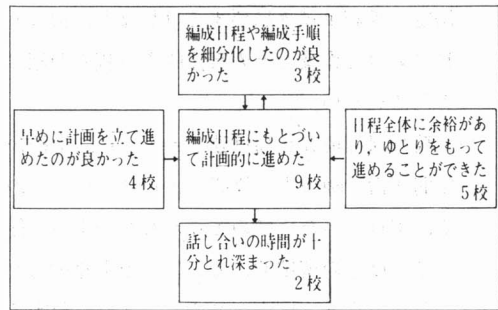 編成日程や編成手順
を細分化したのが良
かった　　　3校
早めに計画を立て進
めたのが良かった
4校
編成日程にもとづい
て計画的に進めた
9校
日程全体に余裕があ
り，ゆとりをもって
進めることができた
5校
話し合いの時間が十
分とれ深まった
2校